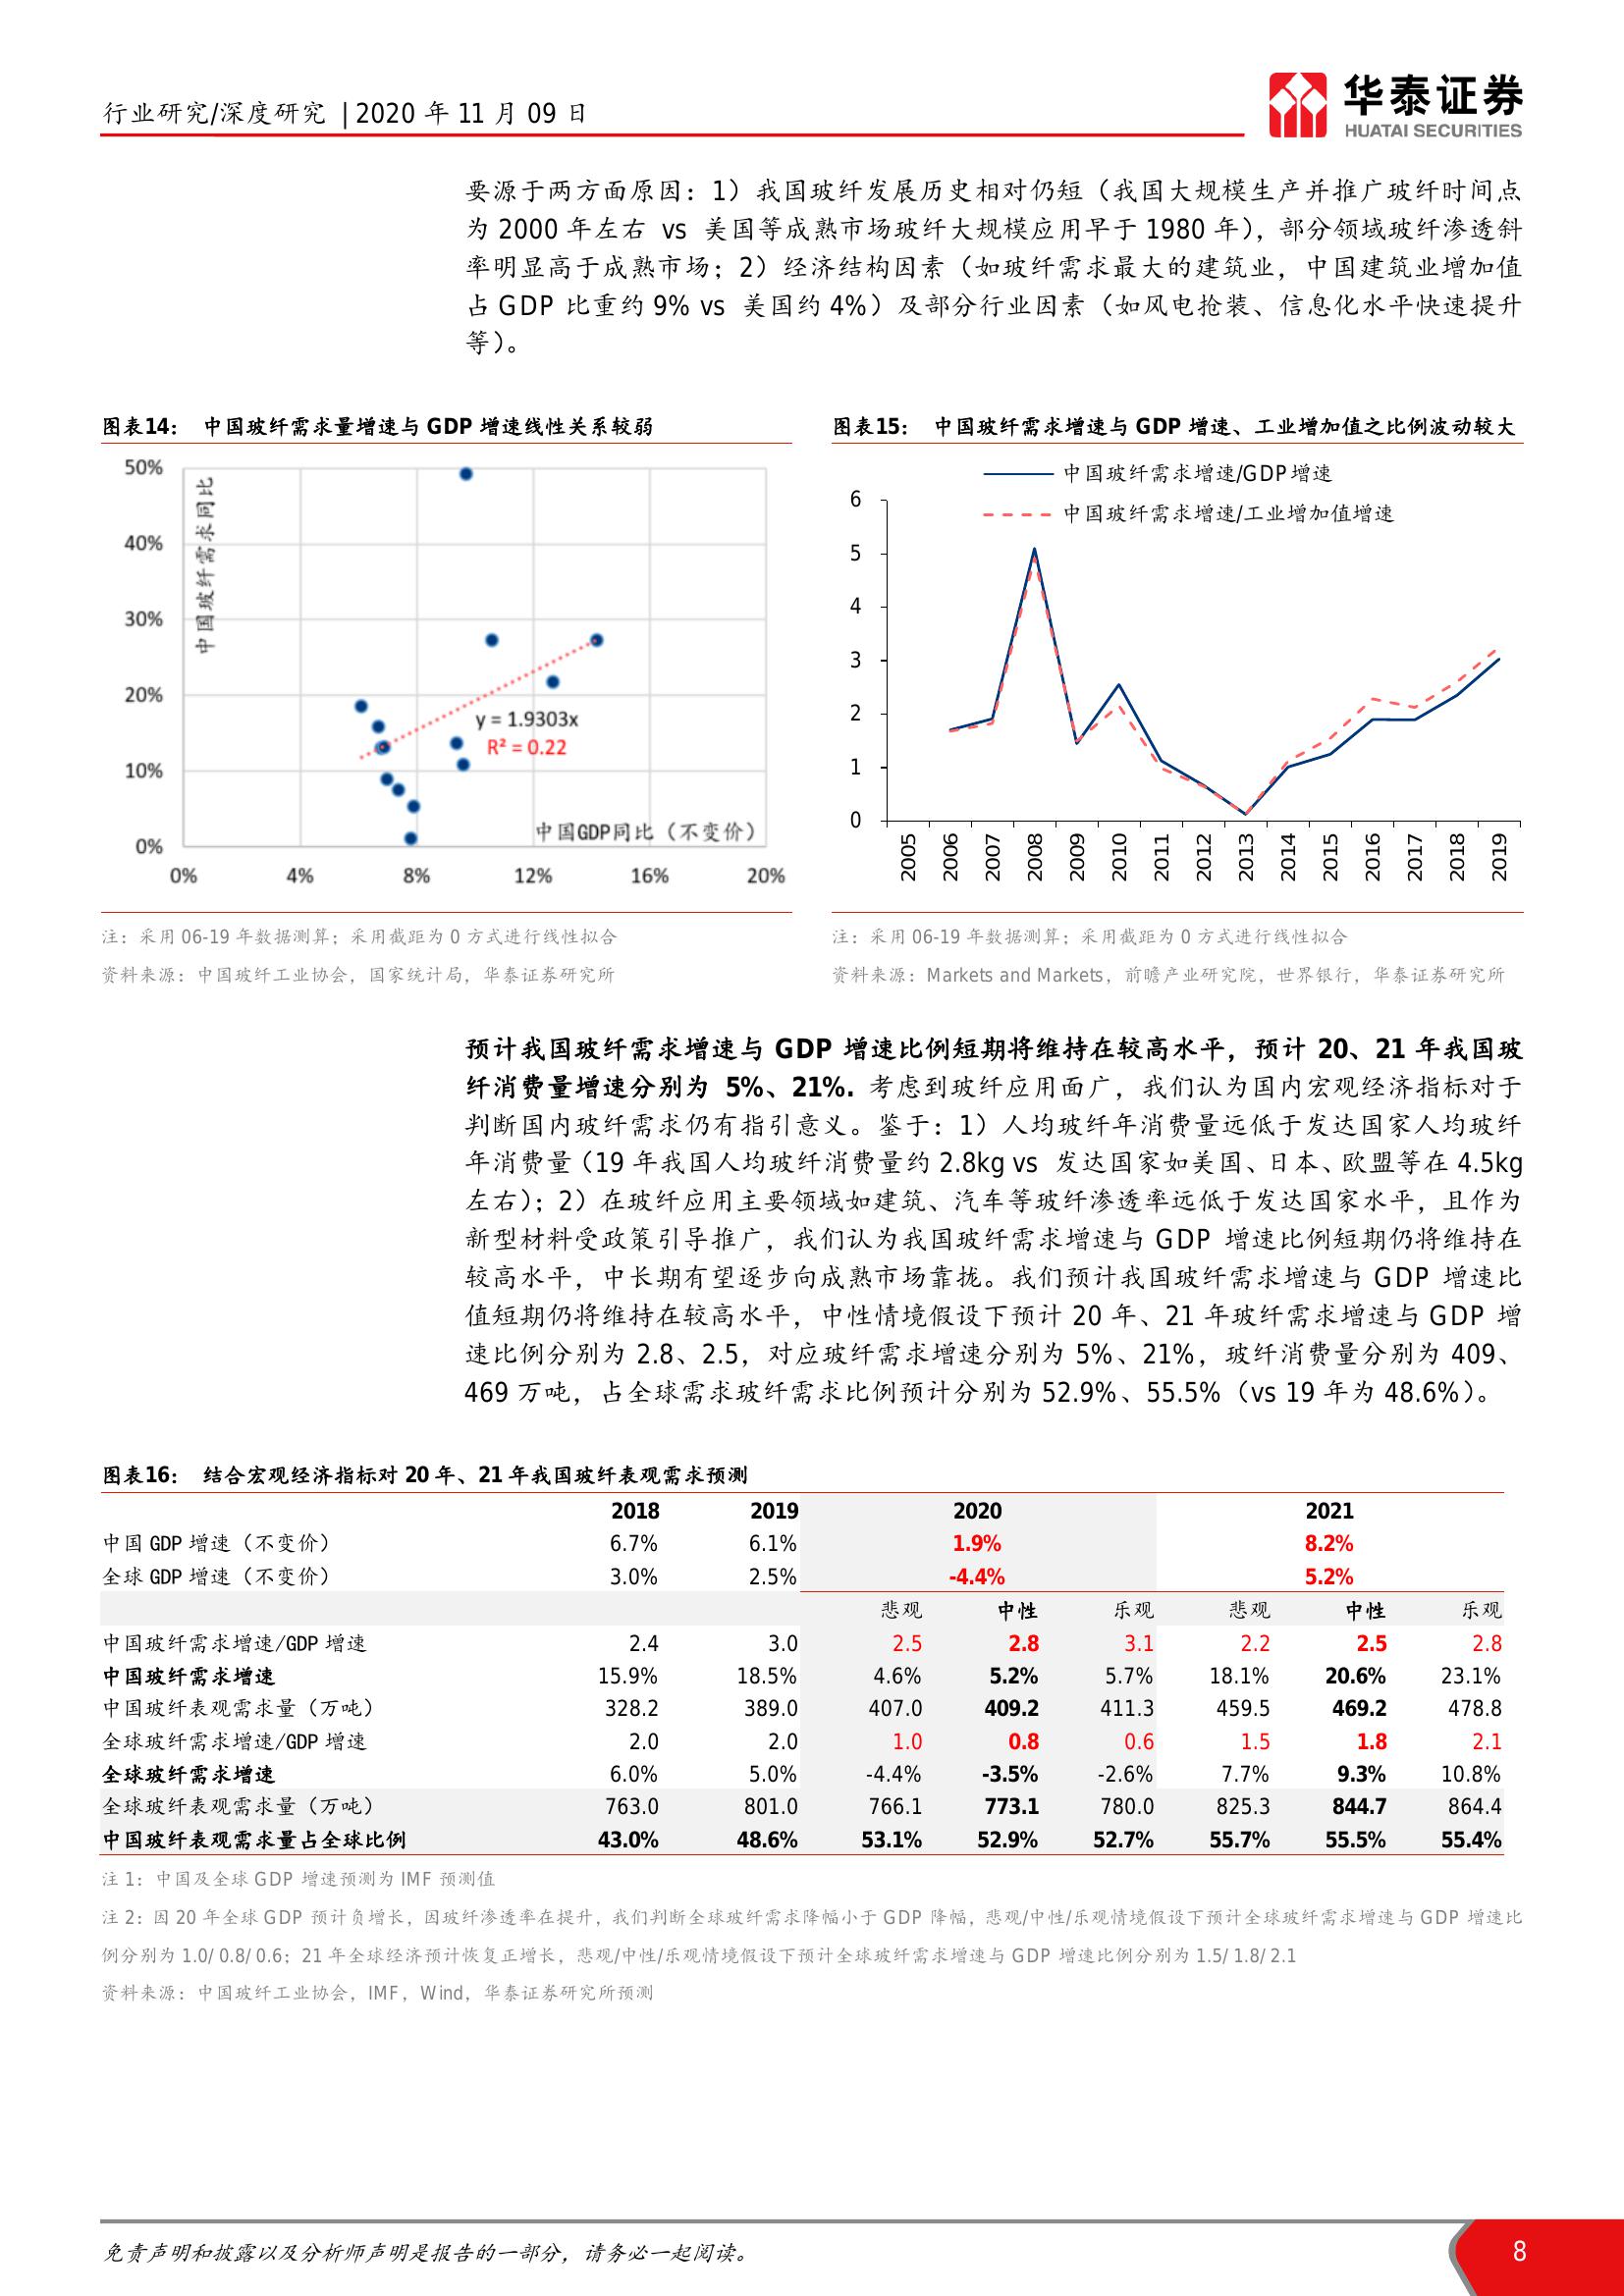 行业研究/深度研究 | 2020 年 11 月 09 日
华泰证券
HUATAI SECURITIES
要源于两方面原因：1）我国玻纤发展历史相对仍短（我国大规模生产并推广玻纤时间点
为 2000 年左右 vs 美国等成熟市场玻纤大规模应用早于 1980 年），部分领域玻纤渗透斜
率明显高于成熟市场；2）经济结构因素（如玻纤需求最大的建筑业，中国建筑业增加值
占 GDP 比重约 9% vs 美国约 4%）及部分行业因素（如风电抢装、信息化水平快速提升
等）。
图表14： 中国玻纤需求量增速与 GDP 增速线性关系较弱
中国玻纤需求同比
50%
40%
30%
20%
10%
0%
y = 1.9303x
R² = 0.22
中国GDP同比（不变价）
0% 4% 8% 12% 16% 20%
注：采用 06-19 年数据测算；采用截距为 0 方式进行线性拟合
资料来源：中国玻纤工业协会，国家统计局，华泰证券研究所
图表15： 中国玻纤需求增速与 GDP 增速、工业增加值之比例波动较大
中国玻纤需求增速/GDP增速
中国玻纤需求增速/工业增加值增速
6
5
4
3
2
1
0
2005 2006 2007 2008 2009 2010 2011 2012 2013 2014 2015 2016 2017 2018 2019
注：采用 06-19 年数据测算；采用截距为 0 方式进行线性拟合
资料来源：Markets and Markets，前瞻产业研究院，世界银行，华泰证券研究所
预计我国玻纤需求增速与 GDP 增速比例短期将维持在较高水平，预计 20、21 年我国玻
纤消费量增速分别为 5%、21%. 考虑到玻纤应用面广，我们认为国内宏观经济指标对于
判断国内玻纤需求仍有指引意义。鉴于：1）人均玻纤年消费量远低于发达国家人均玻纤
年消费量（19 年我国人均玻纤消费量约 2.8kg vs 发达国家如美国、日本、欧盟等在 4.5kg
左右）；2）在玻纤应用主要领域如建筑、汽车等玻纤渗透率远低于发达国家水平，且作为
新型材料受政策引导推广，我们认为我国玻纤需求增速与 GDP 增速比例短期仍将维持在
较高水平，中长期有望逐步向成熟市场靠拢。我们预计我国玻纤需求增速与 GDP 增速比
值短期仍将维持在较高水平，中性情境假设下预计 20 年、21 年玻纤需求增速与 GDP 增
速比例分别为 2.8、2.5，对应玻纤需求增速分别为 5%、21%，玻纤消费量分别为 409、
469 万吨，占全球需求玻纤需求比例预计分别为 52.9%、55.5%（vs 19 年为 48.6%）。
图表16： 结合宏观经济指标对 20 年、21 年我国玻纤表观需求预测
2018 2019 2020 2021
中国 GDP 增速（不变价） 6.7% 6.1% 1.9% 8.2%
全球 GDP 增速（不变价） 3.0% 2.5% -4.4% 5.2%
悲观 中性 乐观 悲观 中性 乐观
中国玻纤需求增速/GDP 增速 2.4 3.0 2.5 2.8 3.1 2.2 2.5 2.8
中国玻纤需求增速 15.9% 18.5% 4.6% 5.2% 5.7% 18.1% 20.6% 23.1%
中国玻纤表观需求量（万吨） 328.2 389.0 407.0 409.2 411.3 459.5 469.2 478.8
全球玻纤需求增速/GDP 增速 2.0 2.0 1.0 0.8 0.6 1.5 1.8 2.1
全球玻纤需求增速 6.0% 5.0% -4.4% -3.5% -2.6% 7.7% 9.3% 10.8%
全球玻纤表观需求量（万吨） 763.0 801.0 766.1 773.1 780.0 825.3 844.7 864.4
中国玻纤表观需求量占全球比例 43.0% 48.6% 53.1% 52.9% 52.7% 55.7% 55.5% 55.4%
注 1：中国及全球 GDP 增速预测为 IMF 预测值
注 2：因 20 年全球 GDP 预计负增长，因玻纤渗透率在提升，我们判断全球玻纤需求降幅小于 GDP 降幅，悲观/中性/乐观情境假设下预计全球玻纤需求增速与 GDP 增速比
例分别为 1.0/ 0.8/ 0.6；21 年全球经济预计恢复正增长，悲观/中性/乐观情境假设下预计全球玻纤需求增速与 GDP 增速比例分别为 1.5/ 1.8/ 2.1
资料来源：中国玻纤工业协会，IMF，Wind，华泰证券研究所预测
免责声明和披露以及分析师声明是报告的一部分，请务必一起阅读。
8